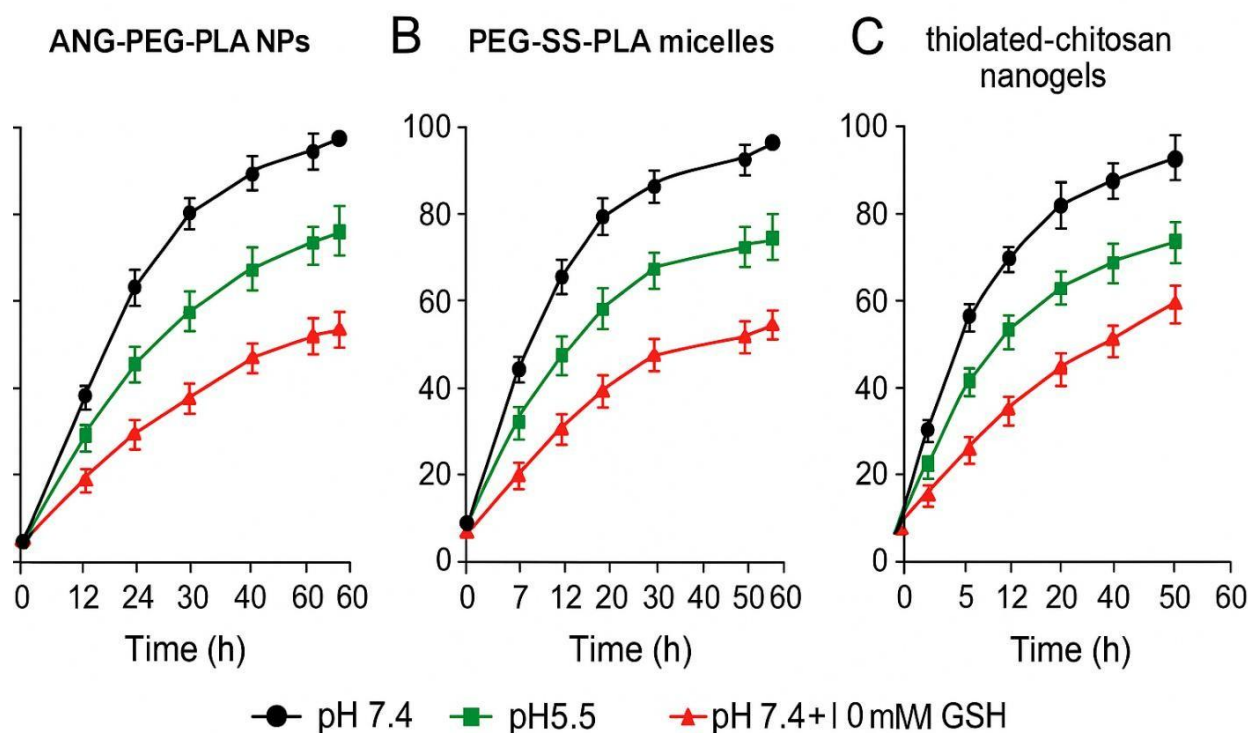 ANG-PEG-PLA NPs
0 12 24 30 40 60 60
Time (h)
B PEG-SS-PLA micelles
100
80
60
40
20
0
0 7 12 20 30 50 60
Time (h)
C thiolated-chitosan
nanogels
100
80
60
40
20
0
0 5 12 20 40 50 60
Time (h)
pH 7.4 pH5.5 pH 7.4+I 0 mM GSH